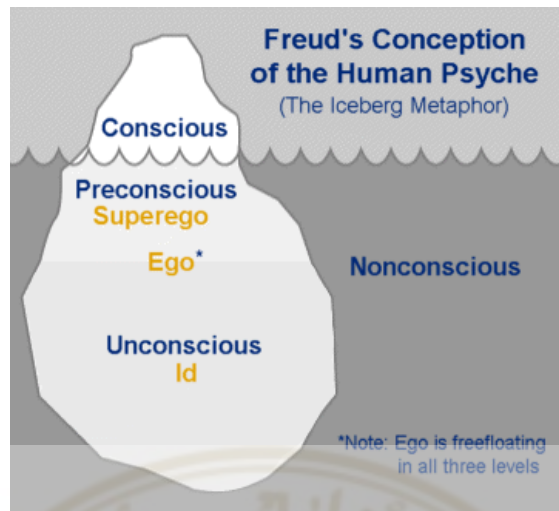 Freud's Conception
of the Human Psyche
(The Iceberg Metaphor)
Conscious
Preconscious
Superego
Ego*
Nonconscious
Unconscious
Id
*Note: Ego is freefloating
in all three levels